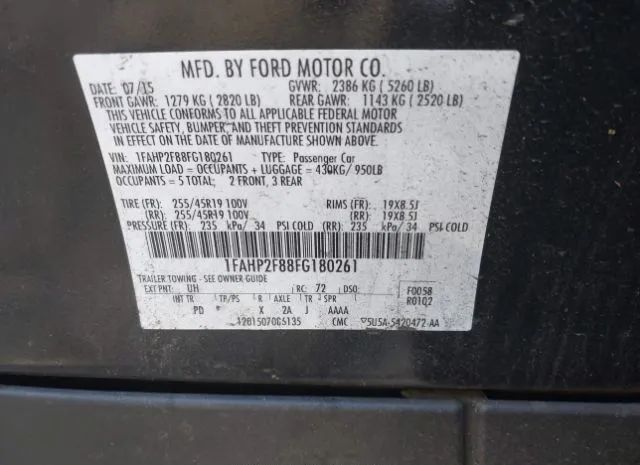 MFD. BY FORD MOTOR CO.
DATE: 07/15 GVWR: 2386 KG ( 5260 LB)
FRONT GAWR: 1279 KG ( 2820 LB) REAR GAWR: 1143 KG ( 2520 LB)
THIS VEHICLE CONFORMS TO ALL APPLICABLE FEDERAL MOTOR
VEHICLE SAFETY, BUMPER, AND THEFT PREVENTION STANDARDS
IN EFFECT ON THE DATE OF MANUFACTURE SHOWN ABOVE.
VIN: 1FAHP2F88FG180261 TYPE: Passenger Car
MAXIMUM LOAD = OCCUPANTS + LUGGAGE = 430KG/ 950LB
OCCUPANTS = 5 TOTAL; 2 FRONT, 3 REAR
TIRE (FR): 255/45R19 100V RIMS (FR): 19X8.5J
(RR): 255/45R19 100V (RR): 19X8.5J
PRESSURE (FR): 235 kPa/ 34 PSI COLD (RR): 235 kPa/ 34 PSI COLD
1FAHP2F88FG180261
TRAILER TOWING - SEE OWNER GUIDE
EXT PNT: UH RC: 72 DSO: F0058
INT TR TP/PS R AXLE TR SPR R0102
PD X 2A J AAAA
CMC 5U5A-5420472-AA